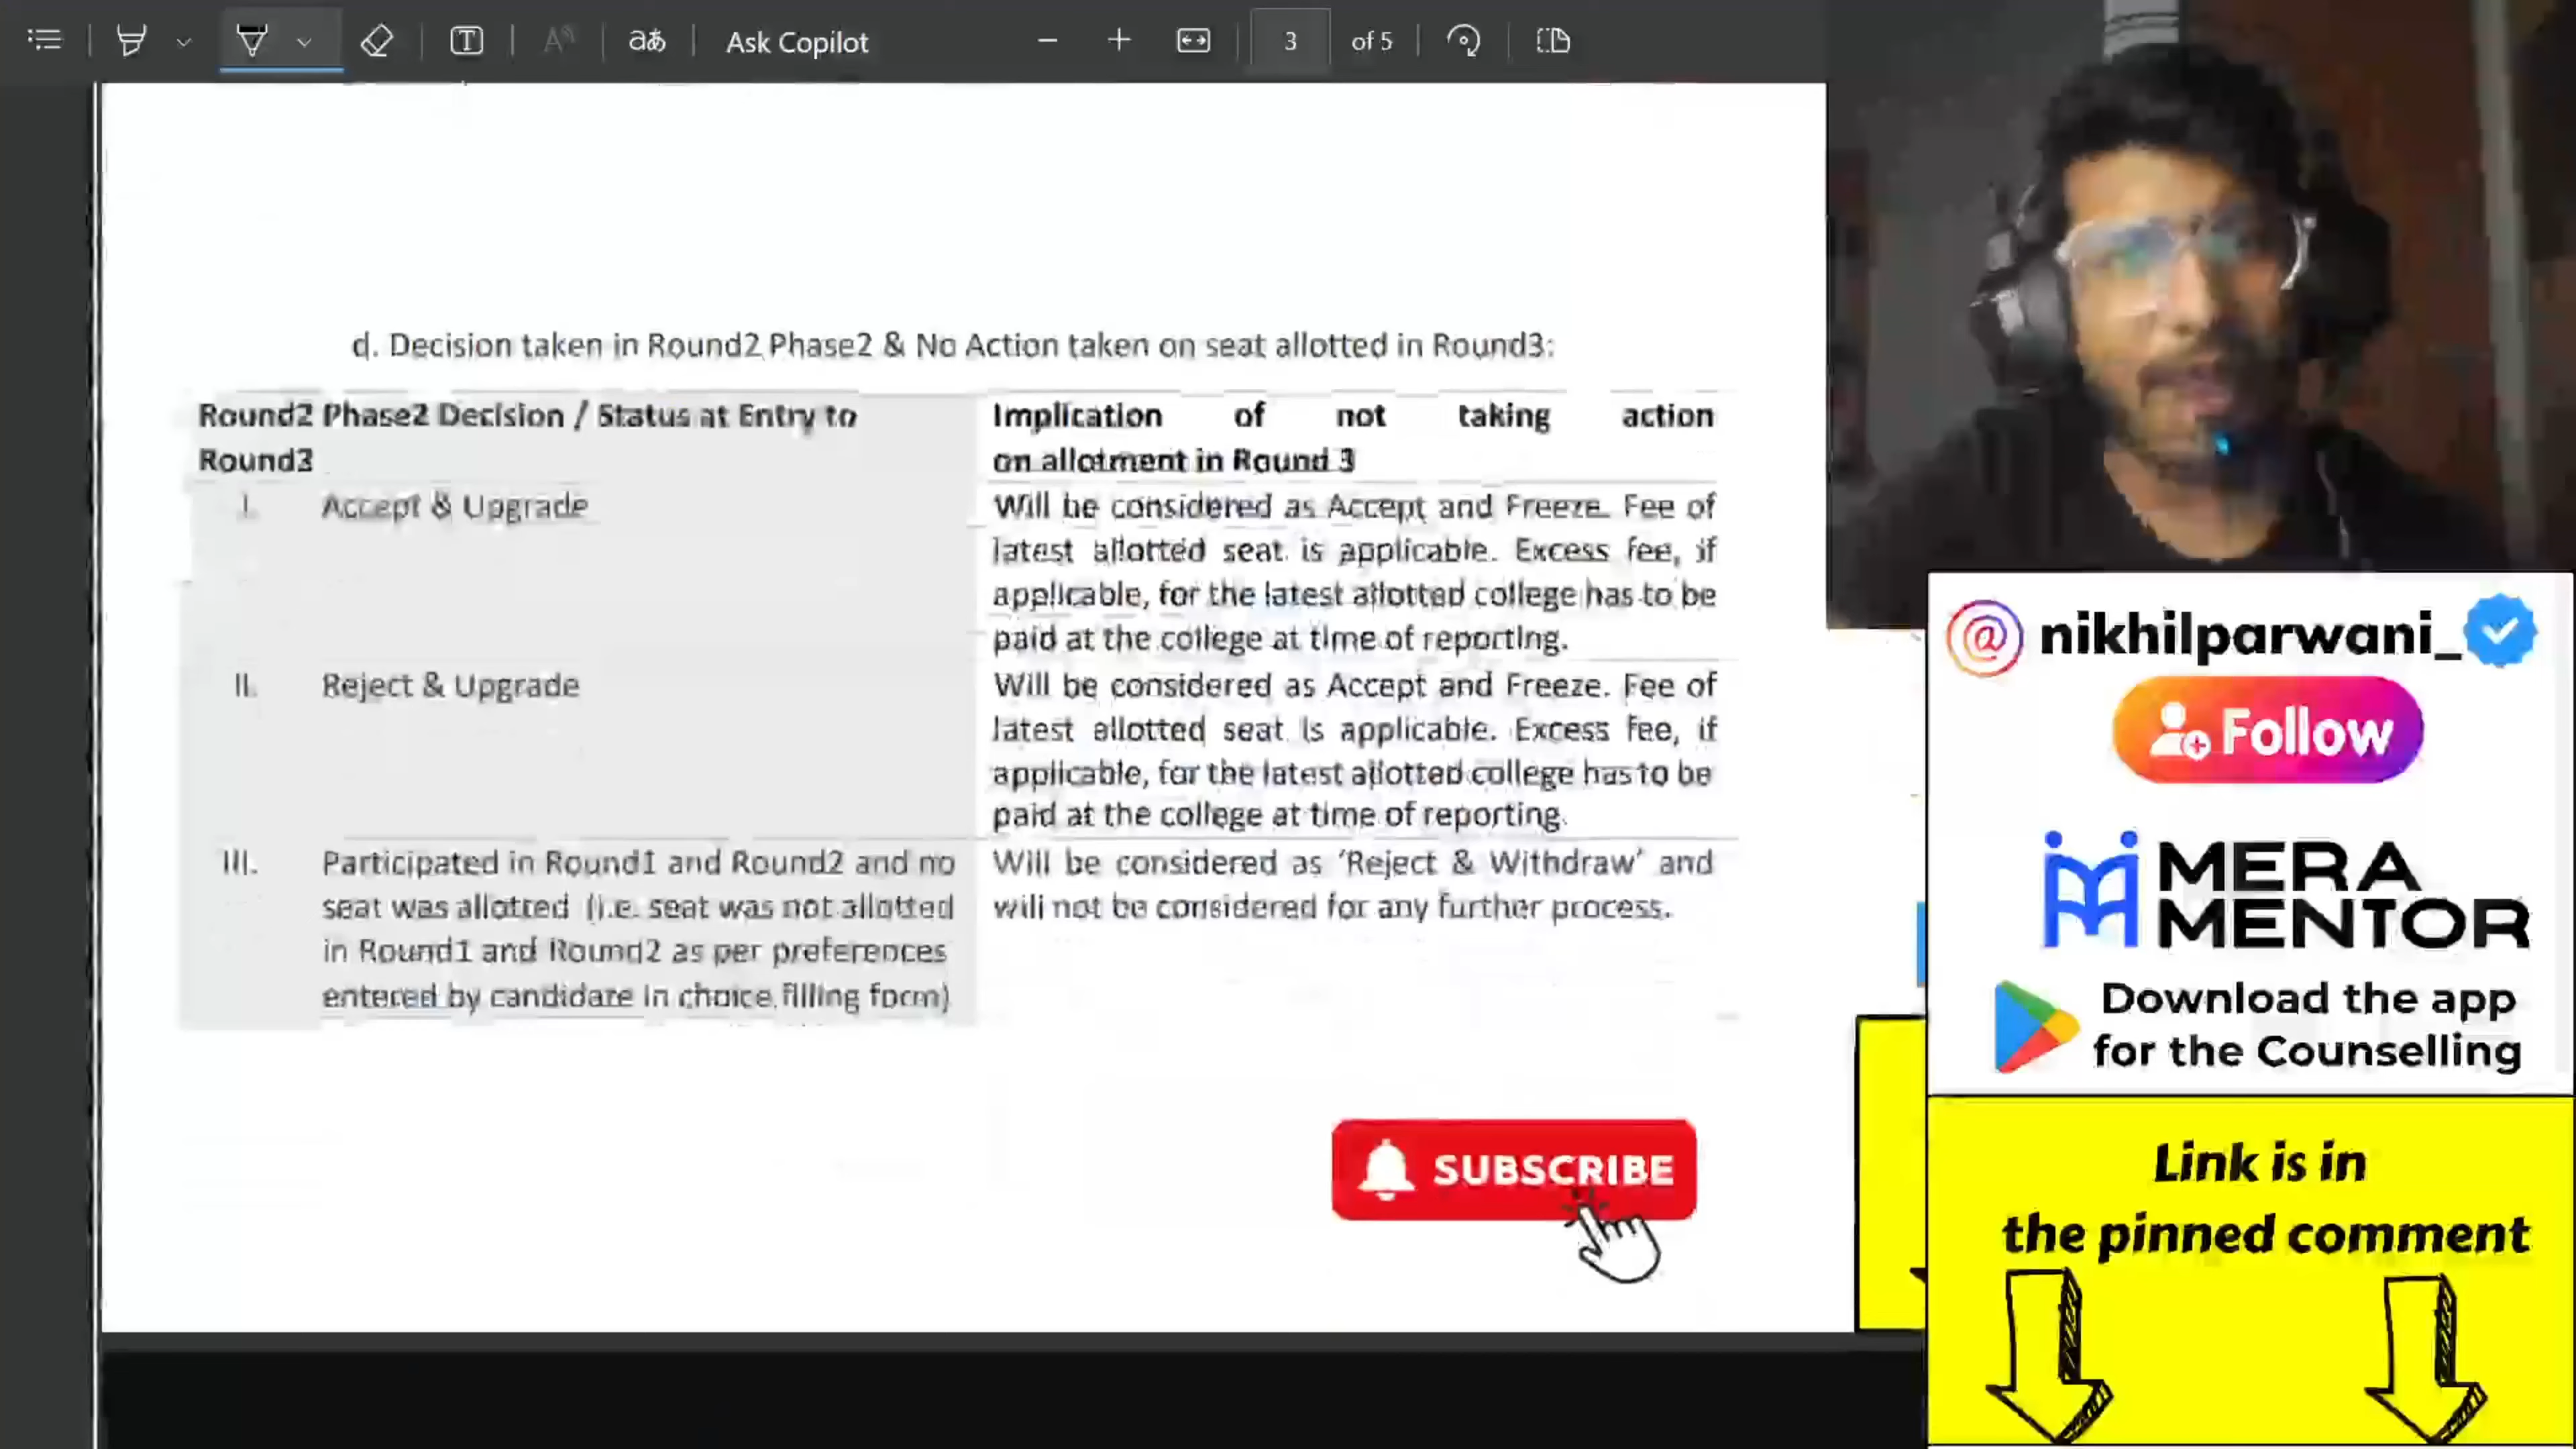 Ask Copilot
3 of 5
d. Decision taken in Round2 Phase2 & No Action taken on seat allotted in Round3:
Round2 Phase2 Decision / Status at Entry to
Round3
Implication of not taking action
on allotment in Round 3
I. Accept & Upgrade
Will be considered as Accept and Freeze. Fee of
latest allotted seat is applicable. Excess fee, if
applicable, for the latest allotted college has to be
paid at the college at time of reporting.
II. Reject & Upgrade
Will be considered as Accept and Freeze. Fee of
latest allotted seat is applicable. Excess fee, if
applicable, for the latest allotted college has to be
paid at the college at time of reporting.
III. Participated in Round1 and Round2 and no
seat was allotted (i.e. seat was not allotted
in Round1 and Round2 as per preferences
entered by candidate in choice filling form)
Will be considered as ‘Reject & Withdraw’ and
will not be considered for any further process.
SUBSCRIBE
nikhilparwani_
Follow
MERA
MENTOR
Download the app
for the Counselling
Link is in
the pinned comment